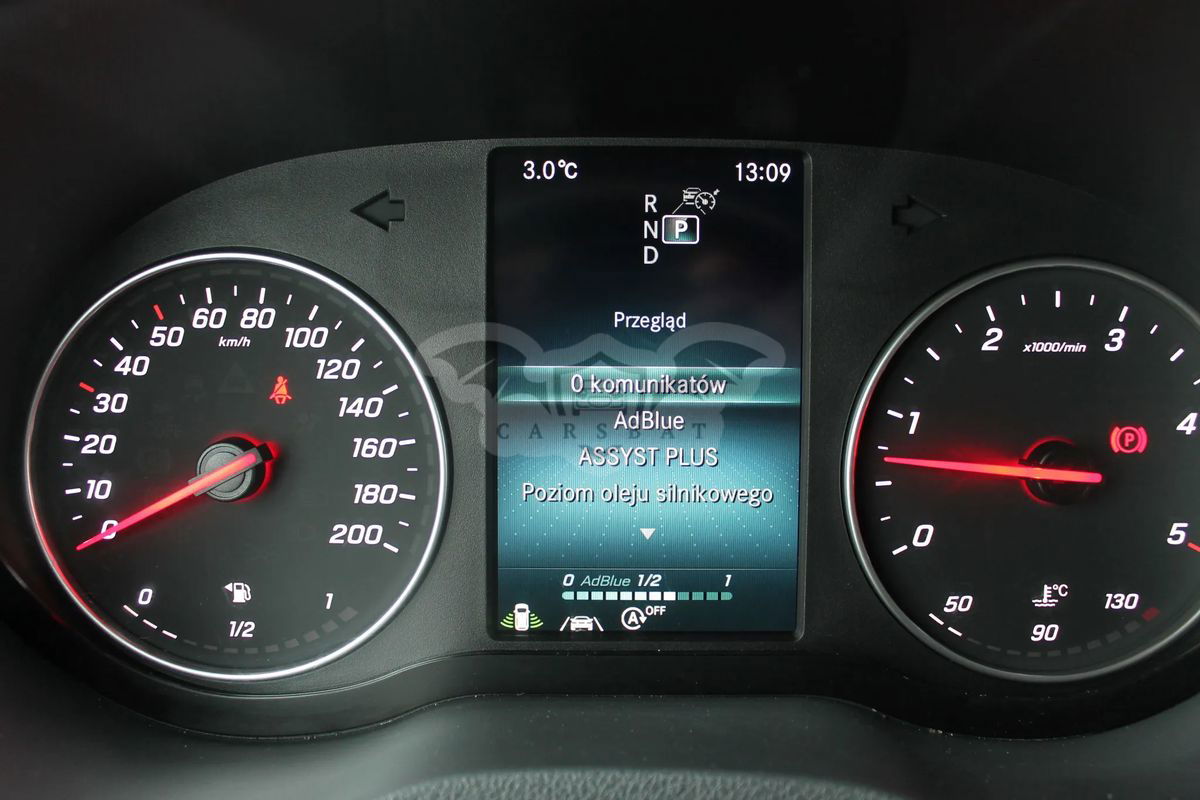 3.0°C 13:09
R
N P
D
Przegląd
0 komunikatów
AdBlue
ASSYST PLUS
Poziom oleju silnikowego
0 AdBlue 1/2 1
A OFF
0 10 20 30 40 50 60 80 100 120 140 160 180 200
km/h
0 1/2 1
0 1 2 3 4 5
x1000/min
P
50 90 130
°C
CARSBAT